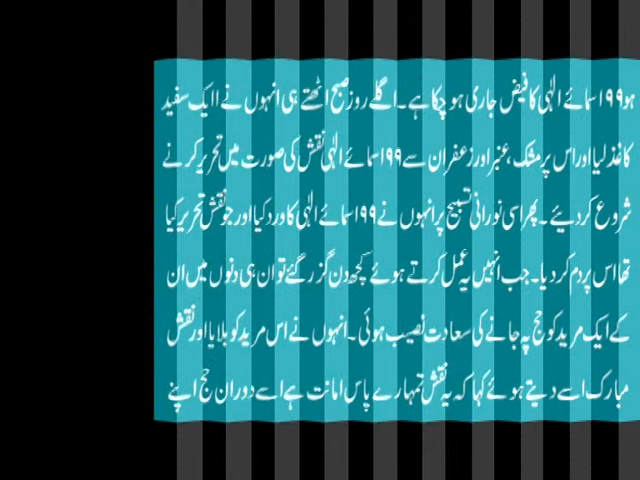 ہو ۹۹ اسمائے الٰہی کا فیض جاری ہو چکا ہے۔ اگلے روز صبح اٹھتے ہی انہوں نے اایک سفید
کاغذ لیا اور اس پر مشک، عنبر اور زعفران سے ۹۹ اسمائے الٰہی نقش کی صورت میں تحریر کرنے
شروع کر دیئے۔ پھر اسی نورانی تسبیح پر انہوں نے ۹۹ اسمائے الٰہی کا ورد کیا اور جو نقش تحریر کیا
تھا اس پر دم کر دیا۔ جب انہیں یہ عمل کرتے ہوئے کچھ دن گزر گئے تو ان ہی دنوں میں ان
کے ایک مرید کو حج پہ جانے کی سعادت نصیب ہوئی۔ انہوں نے اس مرید کو بلایا اور نقش
مبارک اسے دیتے ہوئے کہا کہ یہ نقش تمہارے پاس امانت ہے اسے دوران حج اپنے